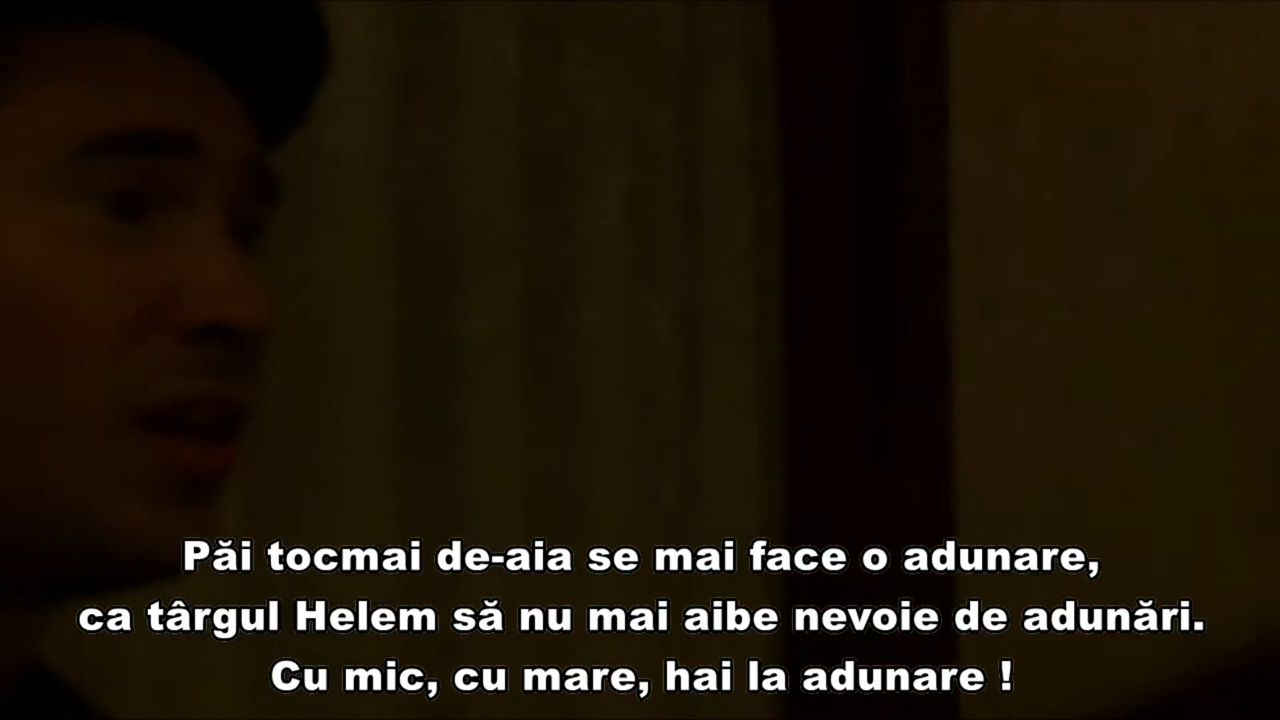 Păi tocmai de-aia se mai face o adunare,
ca târgul Helem să nu mai aibe nevoie de adunări.
Cu mic, cu mare, hai la adunare !